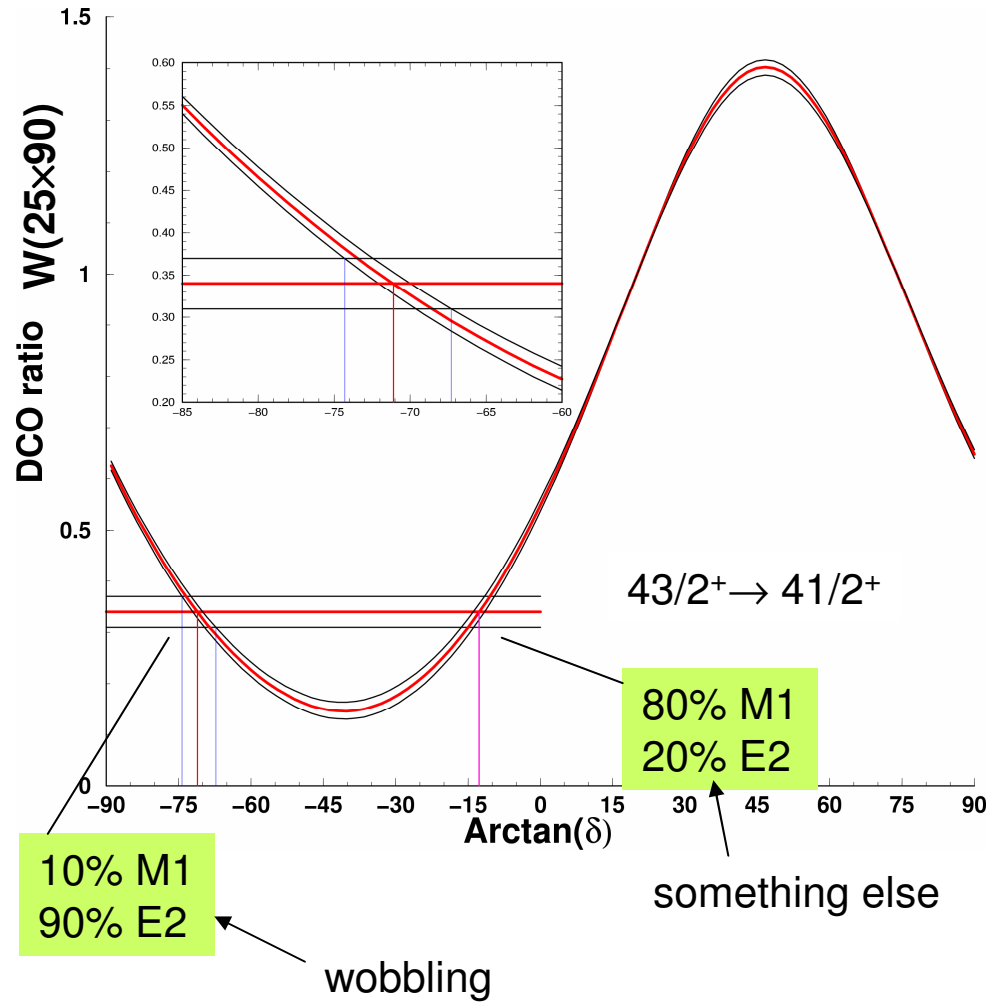 DCO ratio W(25×90)
1.5
1
0.5
0
0.60
0.55
0.50
0.45
0.40
0.35
0.30
0.25
0.20
−85 −80 −75 −70 −65 −60
43/2⁺→ 41/2⁺
80% M1
20% E2
−90 −75 −60 −45 −30 −15 0 15 30 45 60 75 90
Arctan(δ)
10% M1
90% E2
something else
wobbling